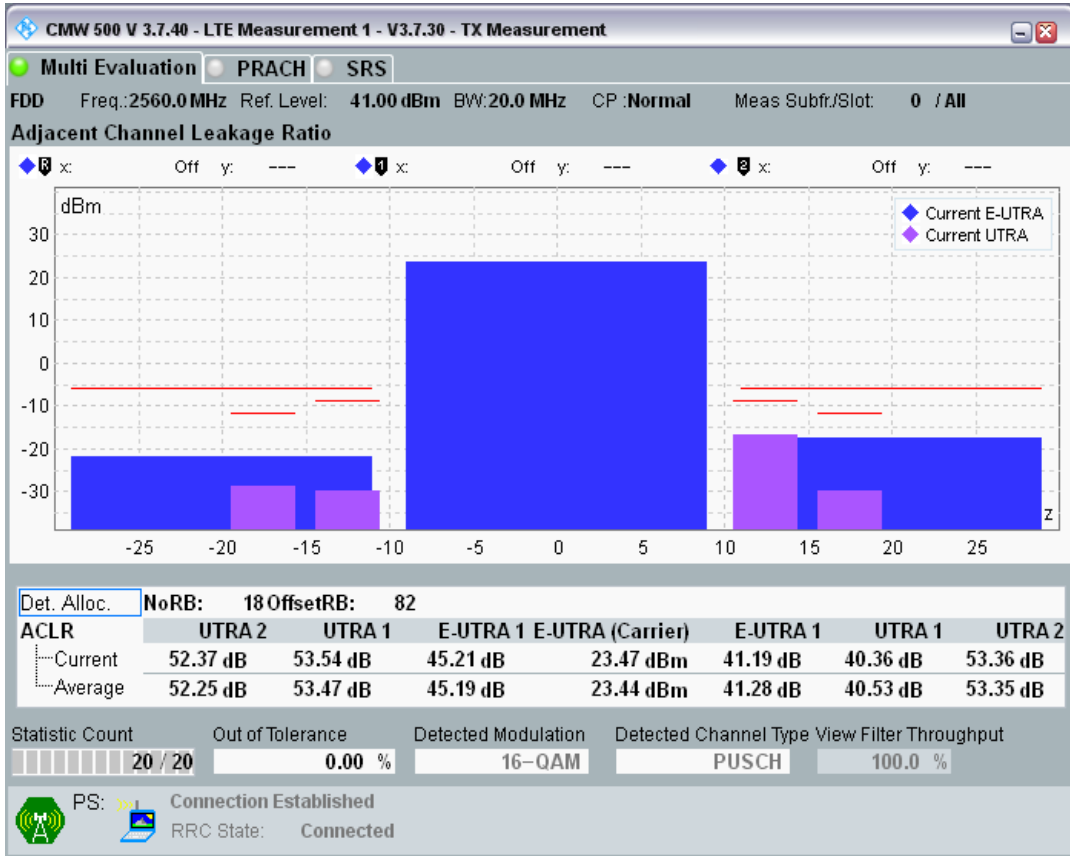 CMW 500 V 3.7.40 - LTE Measurement 1 - V3.7.30 - TX Measurement
Multi Evaluation PRACH SRS
FDD Freq.:2560.0 MHz Ref. Level: 41.00 dBm BW:20.0 MHz CP :Normal Meas Subfr./Slot: 0 / All
Adjacent Channel Leakage Ratio
R x: Off y: --- 1 x: Off y: --- 2 x: Off y: ---
dBm
Current E-UTRA
Current UTRA
30
20
10
0
-10
-20
-30
z
-25 -20 -15 -10 -5 0 5 10 15 20 25
Det. Alloc. NoRB: 18 OffsetRB: 82
ACLR UTRA 2 UTRA 1 E-UTRA 1 E-UTRA (Carrier) E-UTRA 1 UTRA 1 UTRA 2
Current 52.37 dB 53.54 dB 45.21 dB 23.47 dBm 41.19 dB 40.36 dB 53.36 dB
Average 52.25 dB 53.47 dB 45.19 dB 23.44 dBm 41.28 dB 40.53 dB 53.35 dB
Statistic Count Out of Tolerance Detected Modulation Detected Channel Type View Filter Throughput
20 / 20 0.00 % 16-QAM PUSCH 100.0 %
PS: Connection Established
RRC State: Connected